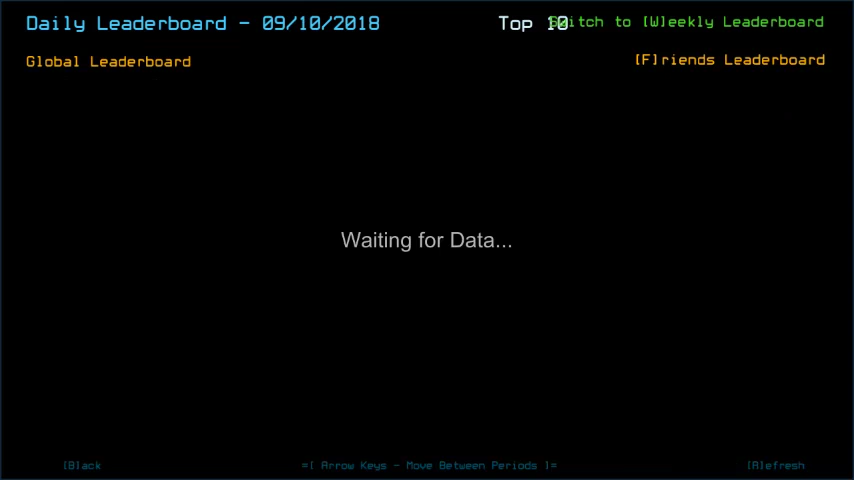 Daily Leaderboard - 09/10/2018
Top 10
Switch to [W]eekly Leaderboard
Global Leaderboard
[F]riends Leaderboard
Waiting for Data...
[B]ack
=[ Arrow Keys - Move Between Periods ]=
[R]efresh